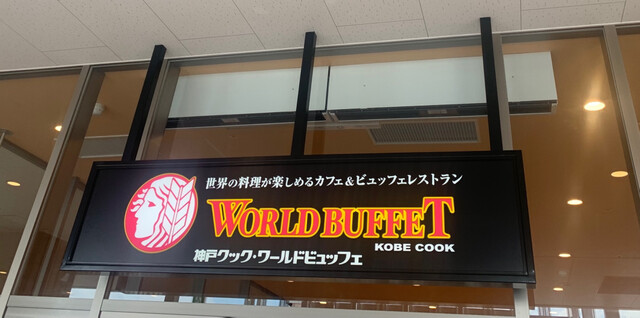 世界の料理が楽しめるカフェ&ビュッフェレストラン
WORLD BUFFET
KOBE COOK
神戸クック・ワールドビュッフェ